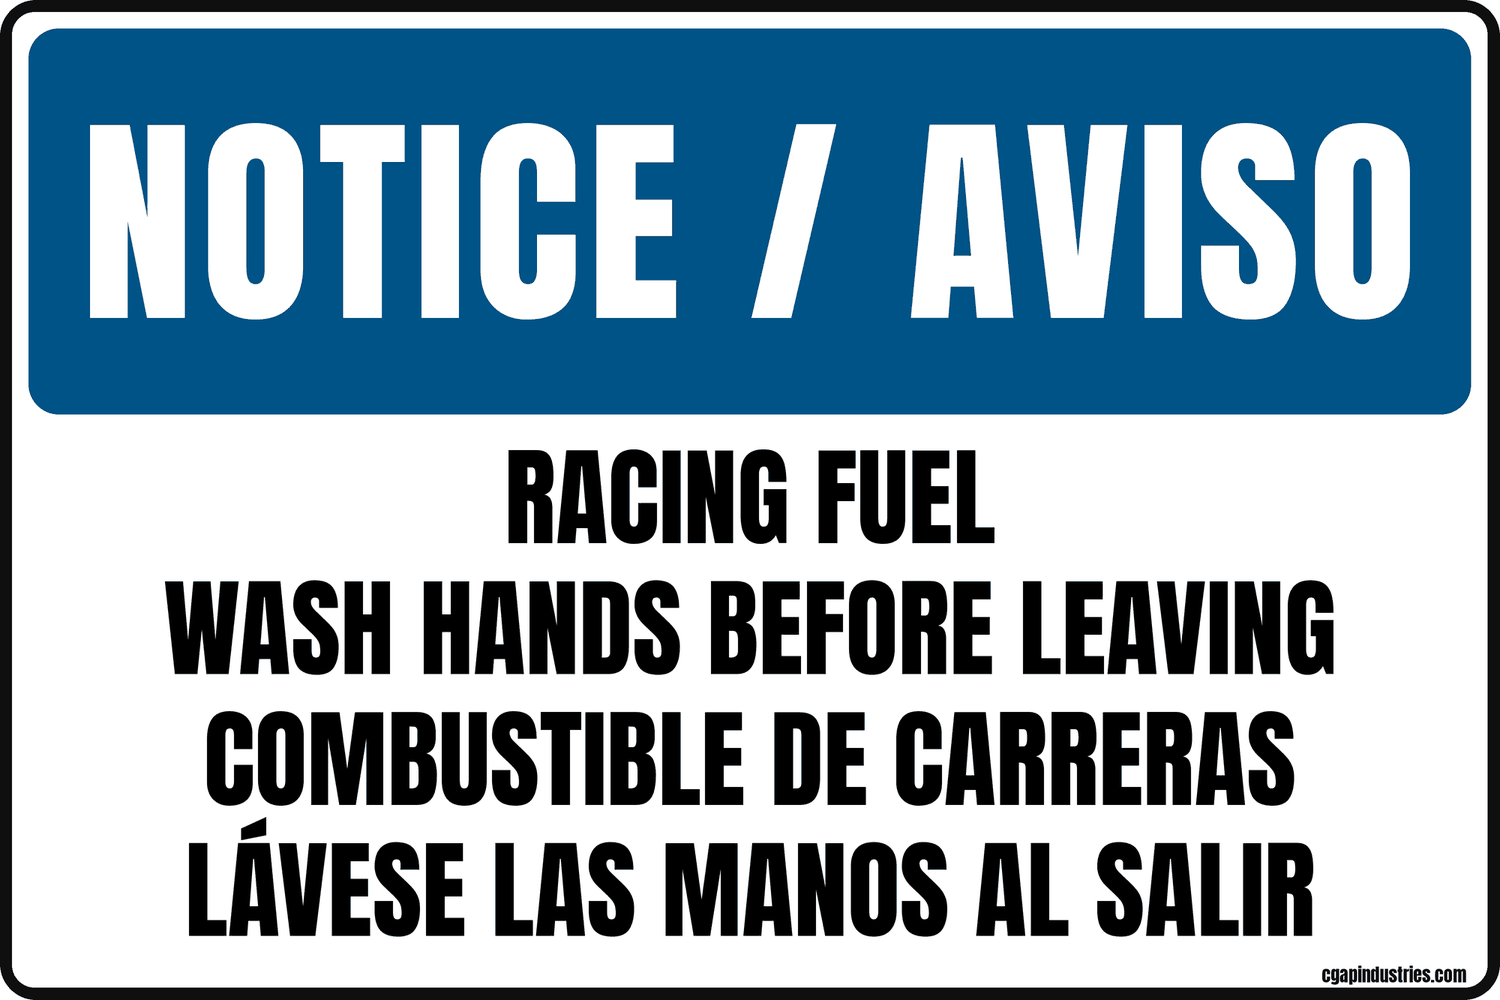 NOTICE / AVISO
RACING FUEL
WASH HANDS BEFORE LEAVING
COMBUSTIBLE DE CARRERAS
LÁVESE LAS MANOS AL SALIR
cgapindustries.com